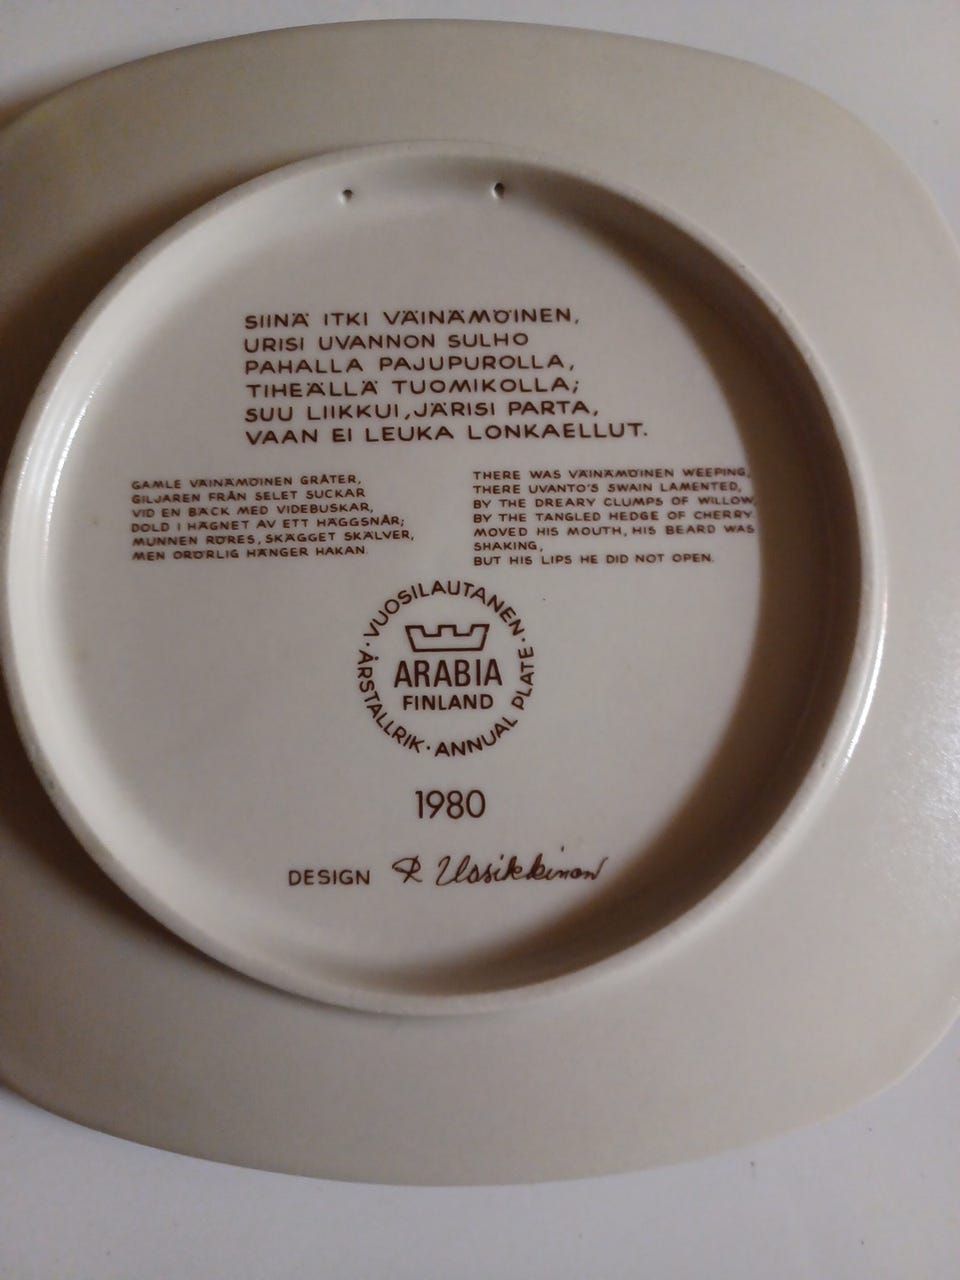 SIINÄ ITKI VÄINÄMÖINEN,
URISI UVANNON SULHO
PAHALLA PAJUPUROLLA,
TIHEÄLLÄ TUOMIKOLLA;
SUU LIIKKUI, JÄRISI PARTA,
VAAN EI LEUKA LONKAELLUT.
GAMLE VÄINÄMÖINEN GRÅTER,
GILJAREN FRÅN SELET SUCKAR
VID EN BÄCK MED VIDEBUSKAR,
DOLD I HÄGNET AV ETT HÄGGSNÅR;
MUNNEN RÖRES, SKÄGGET SKÄLVER,
MEN ORÖRLIG HÄNGER HAKAN.
THERE WAS VÄINÄMÖINEN WEEPING,
THERE UVANTO'S SWAIN LAMENTED,
BY THE DREARY CLUMPS OF WILLOW
BY THE TANGLED HEDGE OF CHERRY.
MOVED HIS MOUTH, HIS BEARD WAS
SHAKING,
BUT HIS LIPS HE DID NOT OPEN.
· VUOSILAUTANEN · ANNUAL PLATE · ÅRSTALLRIK
ARABIA
FINLAND
1980
DESIGN R Uosikkinen